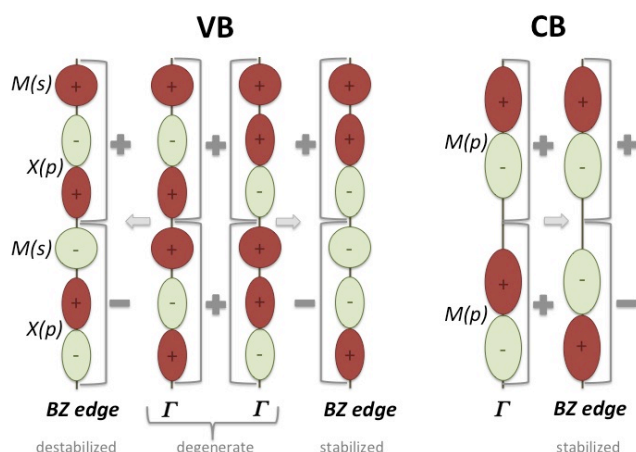 VB CB
M(s) + + + +
+ +
- + - + + + + M(p) + +
X(p)
- -
+ + - -
M(s) - + + -
+ -
+ - - + + - - M(p) + -
X(p)
- + - + - +
BZ edge Γ Γ BZ edge Γ BZ edge
destabilized degenerate stabilized stabilized